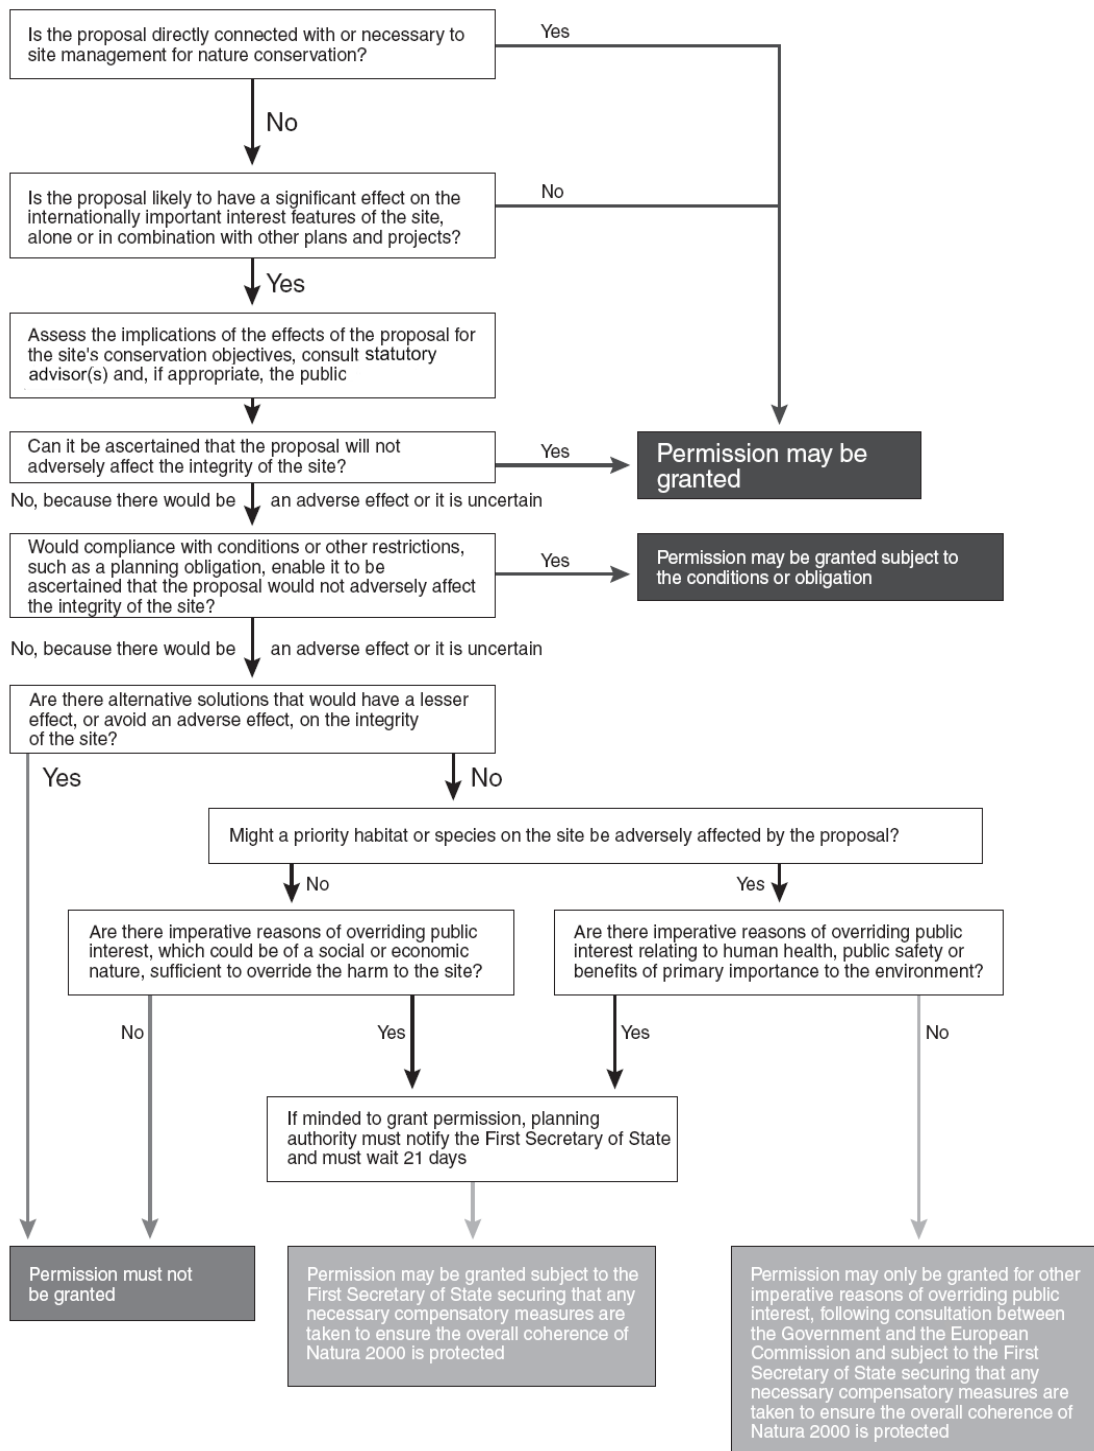 Is the proposal directly connected with or necessary to
site management for nature conservation?
Yes
No
Is the proposal likely to have a significant effect on the
internationally important interest features of the site,
alone or in combination with other plans and projects?
No
Yes
Assess the implications of the effects of the proposal for
the site's conservation objectives, consult statutory
advisor(s) and, if appropriate, the public
Can it be ascertained that the proposal will not
adversely affect the integrity of the site?
Yes
Permission may be
granted
No, because there would be an adverse effect or it is uncertain
Would compliance with conditions or other restrictions,
such as a planning obligation, enable it to be
ascertained that the proposal would not adversely affect
the integrity of the site?
Yes
Permission may be granted subject to
the conditions or obligation
No, because there would be an adverse effect or it is uncertain
Are there alternative solutions that would have a lesser
effect, or avoid an adverse effect, on the integrity
of the site?
Yes
No
Might a priority habitat or species on the site be adversely affected by the proposal?
No
Yes
Are there imperative reasons of overriding public
interest, which could be of a social or economic
nature, sufficient to override the harm to the site?
Are there imperative reasons of overriding public
interest relating to human health, public safety or
benefits of primary importance to the environment?
No
Yes
Yes
No
If minded to grant permission, planning
authority must notify the First Secretary of State
and must wait 21 days
Permission must not
be granted
Permission may be granted subject to the
First Secretary of State securing that any
necessary compensatory measures are
taken to ensure the overall coherence of
Natura 2000 is protected
Permission may only be granted for other
imperative reasons of overriding public
interest, following consultation between
the Government and the European
Commission and subject to the First
Secretary of State securing that any
necessary compensatory measures are
taken to ensure the overall coherence of
Natura 2000 is protected